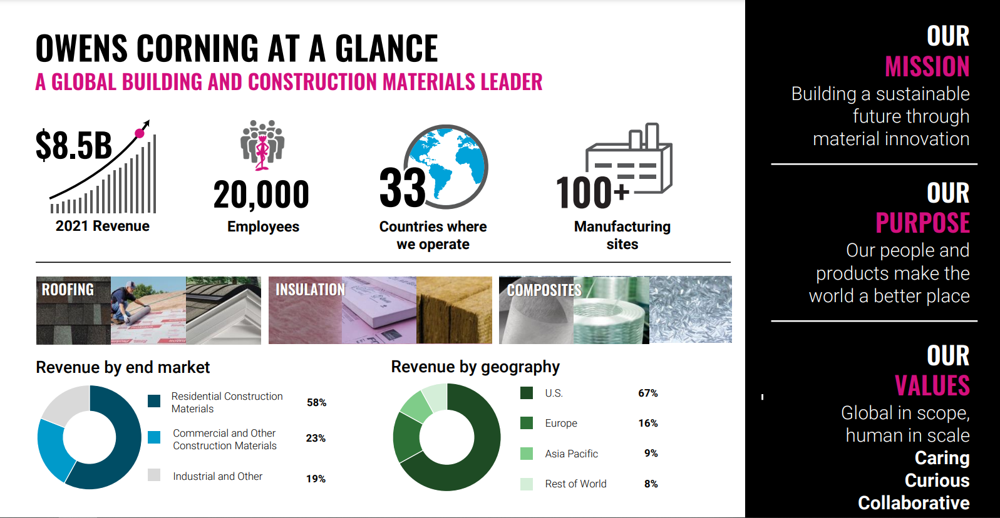 OWENS CORNING AT A GLANCE
A GLOBAL BUILDING AND CONSTRUCTION MATERIALS LEADER
$8.5B
2021 Revenue
20,000
Employees
33
Countries where
we operate
100+
Manufacturing
sites
ROOFING
INSULATION
COMPOSITES
Revenue by end market
Residential Construction
Materials
58%
Commercial and Other
Construction Materials
23%
Industrial and Other
19%
Revenue by geography
U.S.
67%
Europe
16%
Asia Pacific
9%
Rest of World
8%
OUR
MISSION
Building a sustainable
future through
material innovation
OUR
PURPOSE
Our people and
products make the
world a better place
OUR
VALUES
Global in scope,
human in scale
Caring
Curious
Collaborative